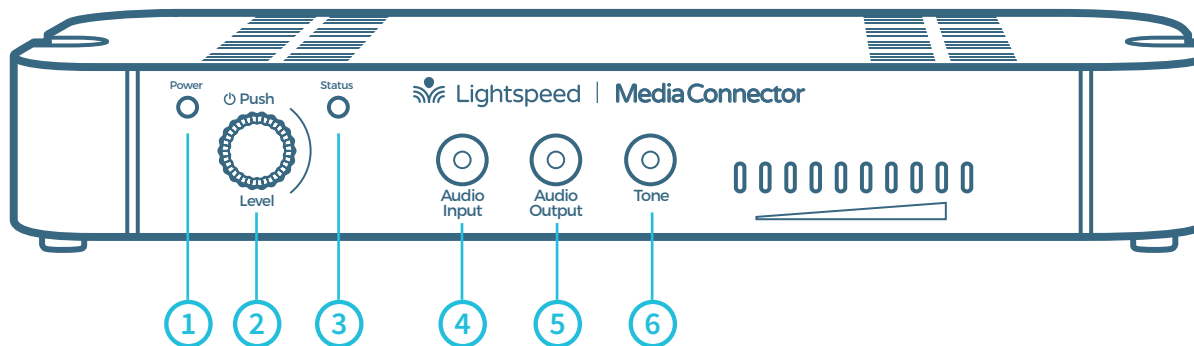 Power
Push
Level
Status
Lightspeed | MediaConnector
Audio
Input
Audio
Output
Tone
1 2 3 4 5 6